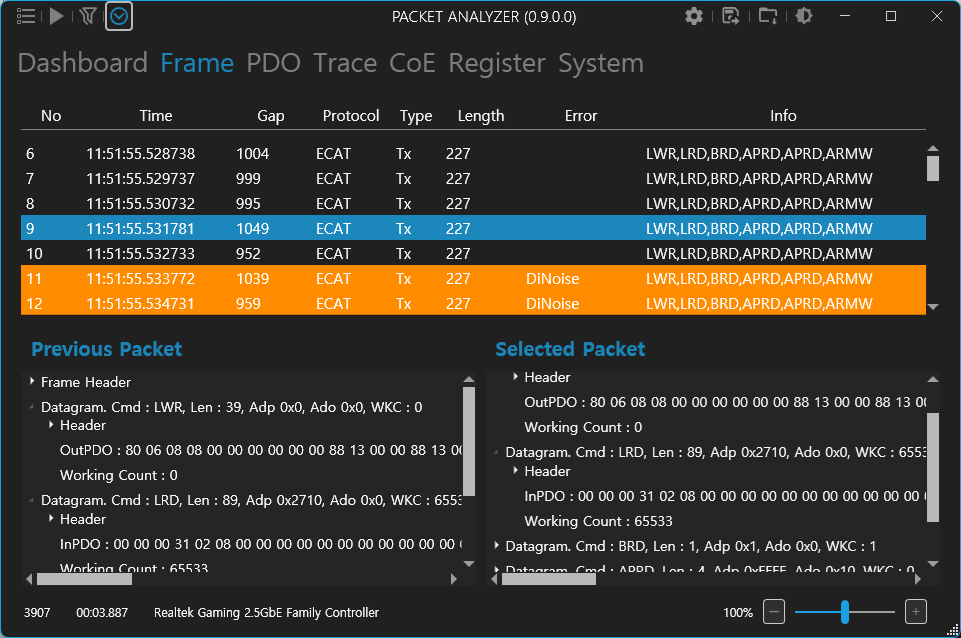 PACKET ANALYZER (0.9.0.0)
Dashboard Frame PDO Trace CoE Register System
No Time Gap Protocol Type Length Error Info
6 11:51:55.528738 1004 ECAT Tx 227 LWR,LRD,BRD,APRD,APRD,ARMW
7 11:51:55.529737 999 ECAT Tx 227 LWR,LRD,BRD,APRD,APRD,ARMW
8 11:51:55.530732 995 ECAT Tx 227 LWR,LRD,BRD,APRD,APRD,ARMW
9 11:51:55.531781 1049 ECAT Tx 227 LWR,LRD,BRD,APRD,APRD,ARMW
10 11:51:55.532733 952 ECAT Tx 227 LWR,LRD,BRD,APRD,APRD,ARMW
11 11:51:55.533772 1039 ECAT Tx 227 DiNoise LWR,LRD,BRD,APRD,APRD,ARMW
12 11:51:55.534731 959 ECAT Tx 227 DiNoise LWR,LRD,BRD,APRD,APRD,ARMW
Previous Packet
Frame Header
Datagram. Cmd : LWR, Len : 39, Adp 0x0, Ado 0x0, WKC : 0
Header
OutPDO : 80 06 08 08 00 00 00 00 00 00 88 13 00 00 88 13
Working Count : 0
Datagram. Cmd : LRD, Len : 89, Adp 0x2710, Ado 0x0, WKC : 6553
Header
InPDO : 00 00 00 31 02 08 00 00 00 00 00 00 00 00 00 00 00
Working Count : 65533
Selected Packet
Header
OutPDO : 80 06 08 08 00 00 00 00 00 00 88 13 00 00 88 13
Working Count : 0
Datagram. Cmd : LRD, Len : 89, Adp 0x2710, Ado 0x0, WKC : 6553
Header
InPDO : 00 00 00 31 02 08 00 00 00 00 00 00 00 00 00 00 00
Working Count : 65533
Datagram. Cmd : BRD, Len : 1, Adp 0x1, Ado 0x0, WKC : 1
Datagram. Cmd : APRD, Len : 4, Adp 0xFFFF, Ado 0x10, WKC : 0
3907 00:03.887 Realtek Gaming 2.5GbE Family Controller 100%